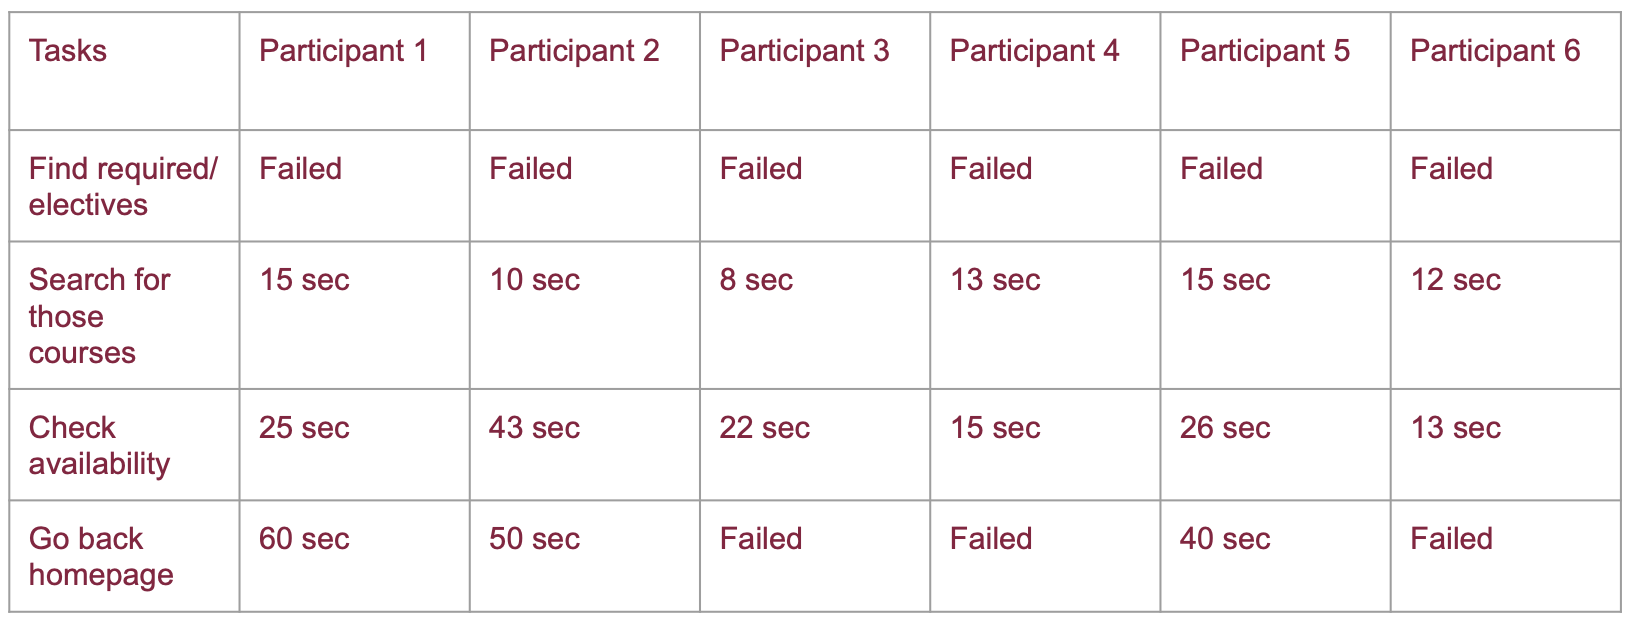 Tasks Participant 1 Participant 2 Participant 3 Participant 4 Participant 5 Participant 6
Find required/ Failed Failed Failed Failed Failed Failed
electives
Search for 15 sec 10 sec 8 sec 13 sec 15 sec 12 sec
those
courses
Check 25 sec 43 sec 22 sec 15 sec 26 sec 13 sec
availability
Go back 60 sec 50 sec Failed Failed 40 sec Failed
homepage